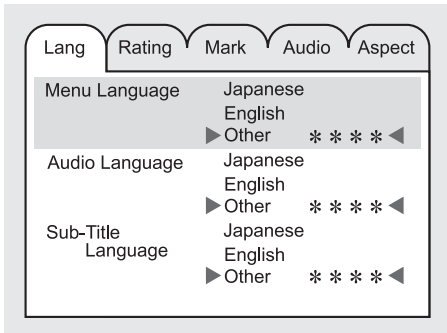 Lang Rating Mark Audio Aspect
Menu Language Japanese
English
▶Other ＊＊＊＊◀
Audio Language Japanese
English
▶Other ＊＊＊＊◀
Sub-Title Japanese
Language English
▶Other ＊＊＊＊◀